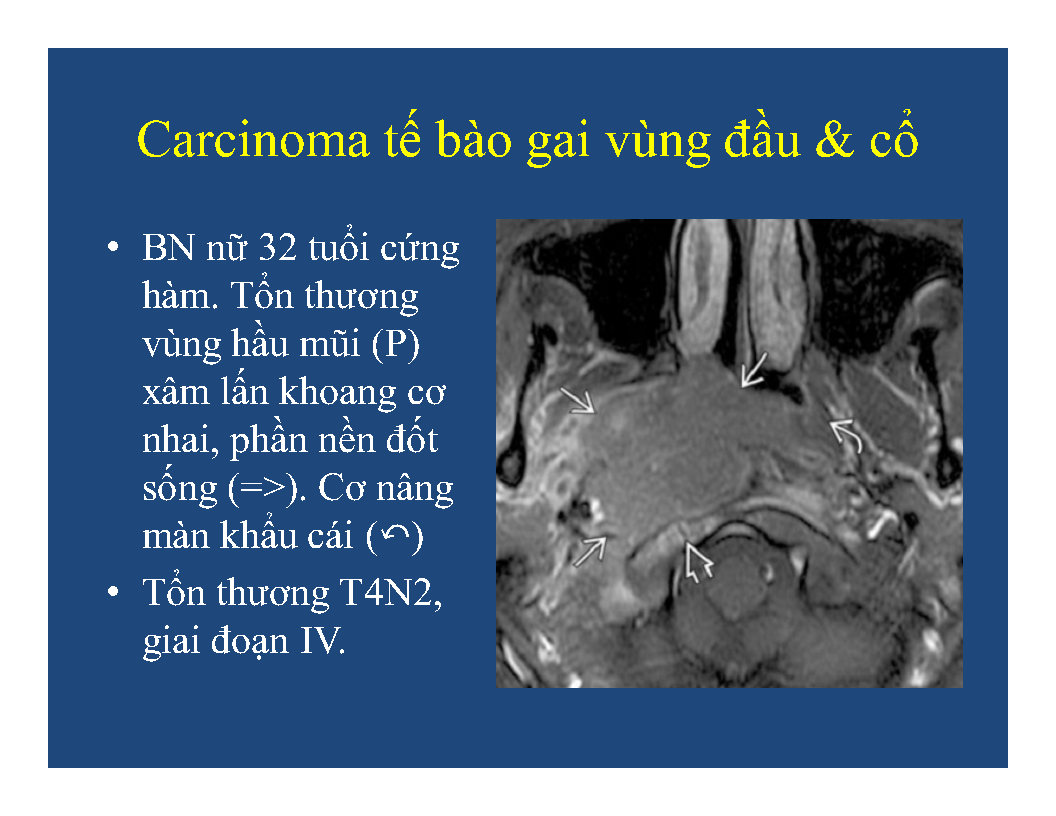 Carcinoma tế bào gai vùng đầu & cổ
• BN nữ 32 tuổi cứng
hàm. Tổn thương
vùng hầu mũi (P)
xâm lấn khoang cơ
nhai, phần nền đốt
sống (=>). Cơ nâng
màn khẩu cái (↶)
• Tổn thương T4N2,
giai đoạn IV.